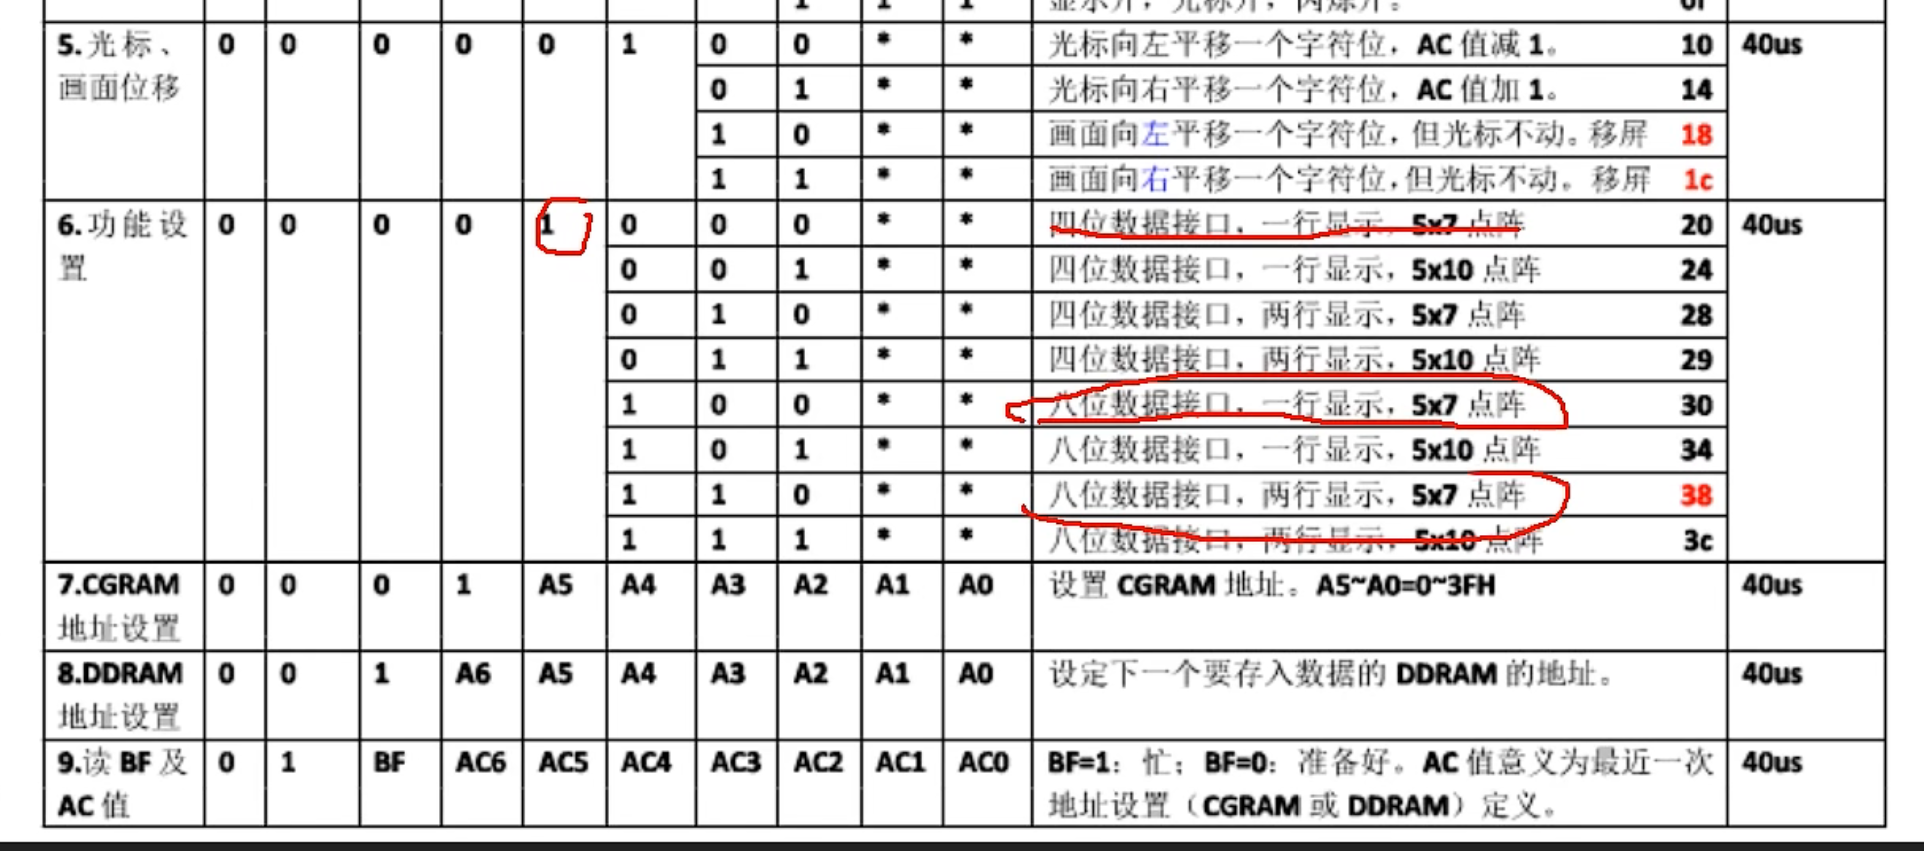 1 1 1 显示开，光标开，闪烁开。 0f
5.光标、 0 0 0 0 0 1 0 0 * * 光标向左平移一个字符位，AC 值减 1。 10 40us
画面位移 0 1 * * 光标向右平移一个字符位，AC 值加 1。 14
1 0 * * 画面向左平移一个字符位，但光标不动。移屏 18
1 1 * * 画面向右平移一个字符位，但光标不动。移屏 1c
6.功能设 0 0 0 0 1 0 0 0 * * 四位数据接口，一行显示，5x7 点阵 20 40us
置 0 0 1 * * 四位数据接口，一行显示，5x10 点阵 24
0 1 0 * * 四位数据接口，两行显示，5x7 点阵 28
0 1 1 * * 四位数据接口，两行显示，5x10 点阵 29
1 0 0 * * 八位数据接口，一行显示，5x7 点阵 30
1 0 1 * * 八位数据接口，一行显示，5x10 点阵 34
1 1 0 * * 八位数据接口，两行显示，5x7 点阵 38
1 1 1 * * 八位数据接口，两行显示，5x10 点阵 3c
7.CGRAM 0 0 0 1 A5 A4 A3 A2 A1 A0 设置 CGRAM 地址。A5~A0=0~3FH 40us
地址设置
8.DDRAM 0 0 1 A6 A5 A4 A3 A2 A1 A0 设定下一个要存入数据的 DDRAM 的地址。 40us
地址设置
9.读 BF 及 0 1 BF AC6 AC5 AC4 AC3 AC2 AC1 AC0 BF=1：忙；BF=0：准备好。AC 值意义为最近一次 40us
AC 值 地址设置（CGRAM 或 DDRAM）定义。